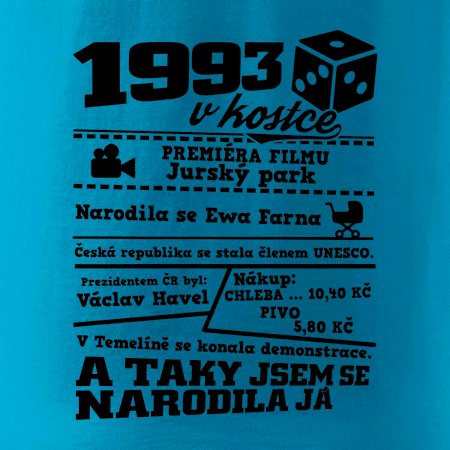 1993
v kostce
PREMIÉRA FILMU
Jurský park
Narodila se Ewa Farna
Česká republika se stala členem UNESCO.
Prezidentem ČR byl:
Václav Havel
Nákup:
CHLEBA ... 10,40 KČ
PIVO
5,80 KČ
V Temelíně se konala demonstrace.
A TAKY JSEM SE
NARODILA JÁ